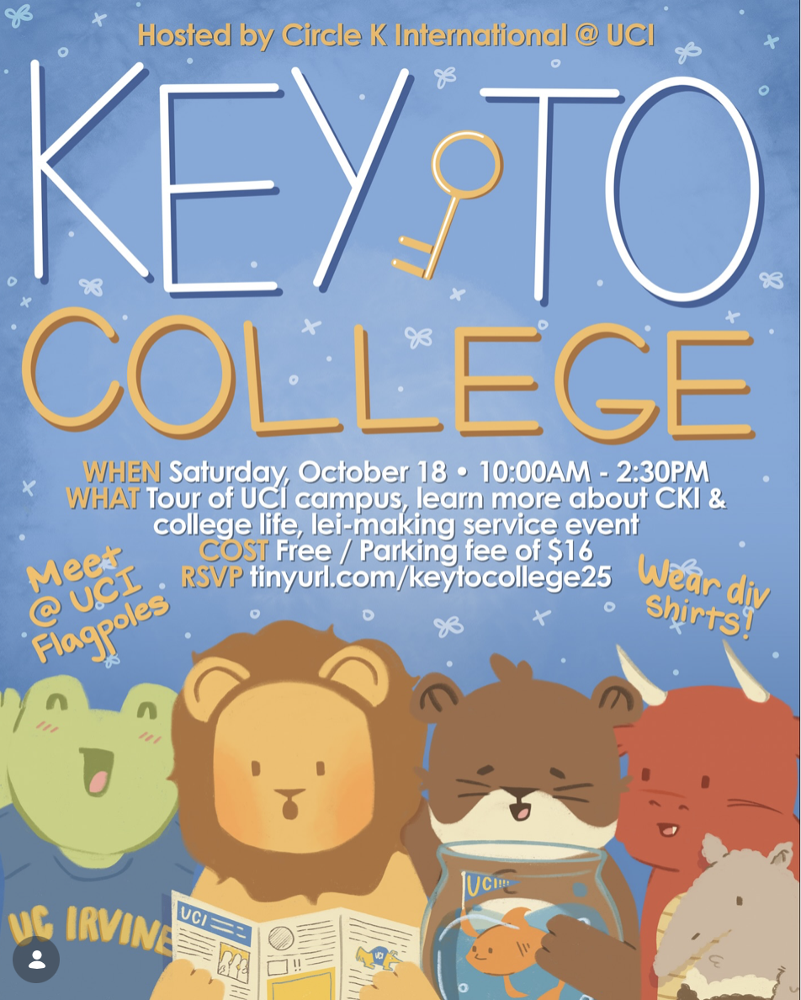 Hosted by Circle K International @ UCI
KEY TO
COLLEGE
WHEN Saturday, October 18 • 10:00AM - 2:30PM
WHAT Tour of UCI campus, learn more about CKI &
college life, lei-making service event
COST Free / Parking fee of $16
RSVP tinyurl.com/keytocollege25
Meet
@ UCI
Flagpoles
Wear div
shirts!
UC IRVINE
UCI
!!
UCI
UCI!!!!